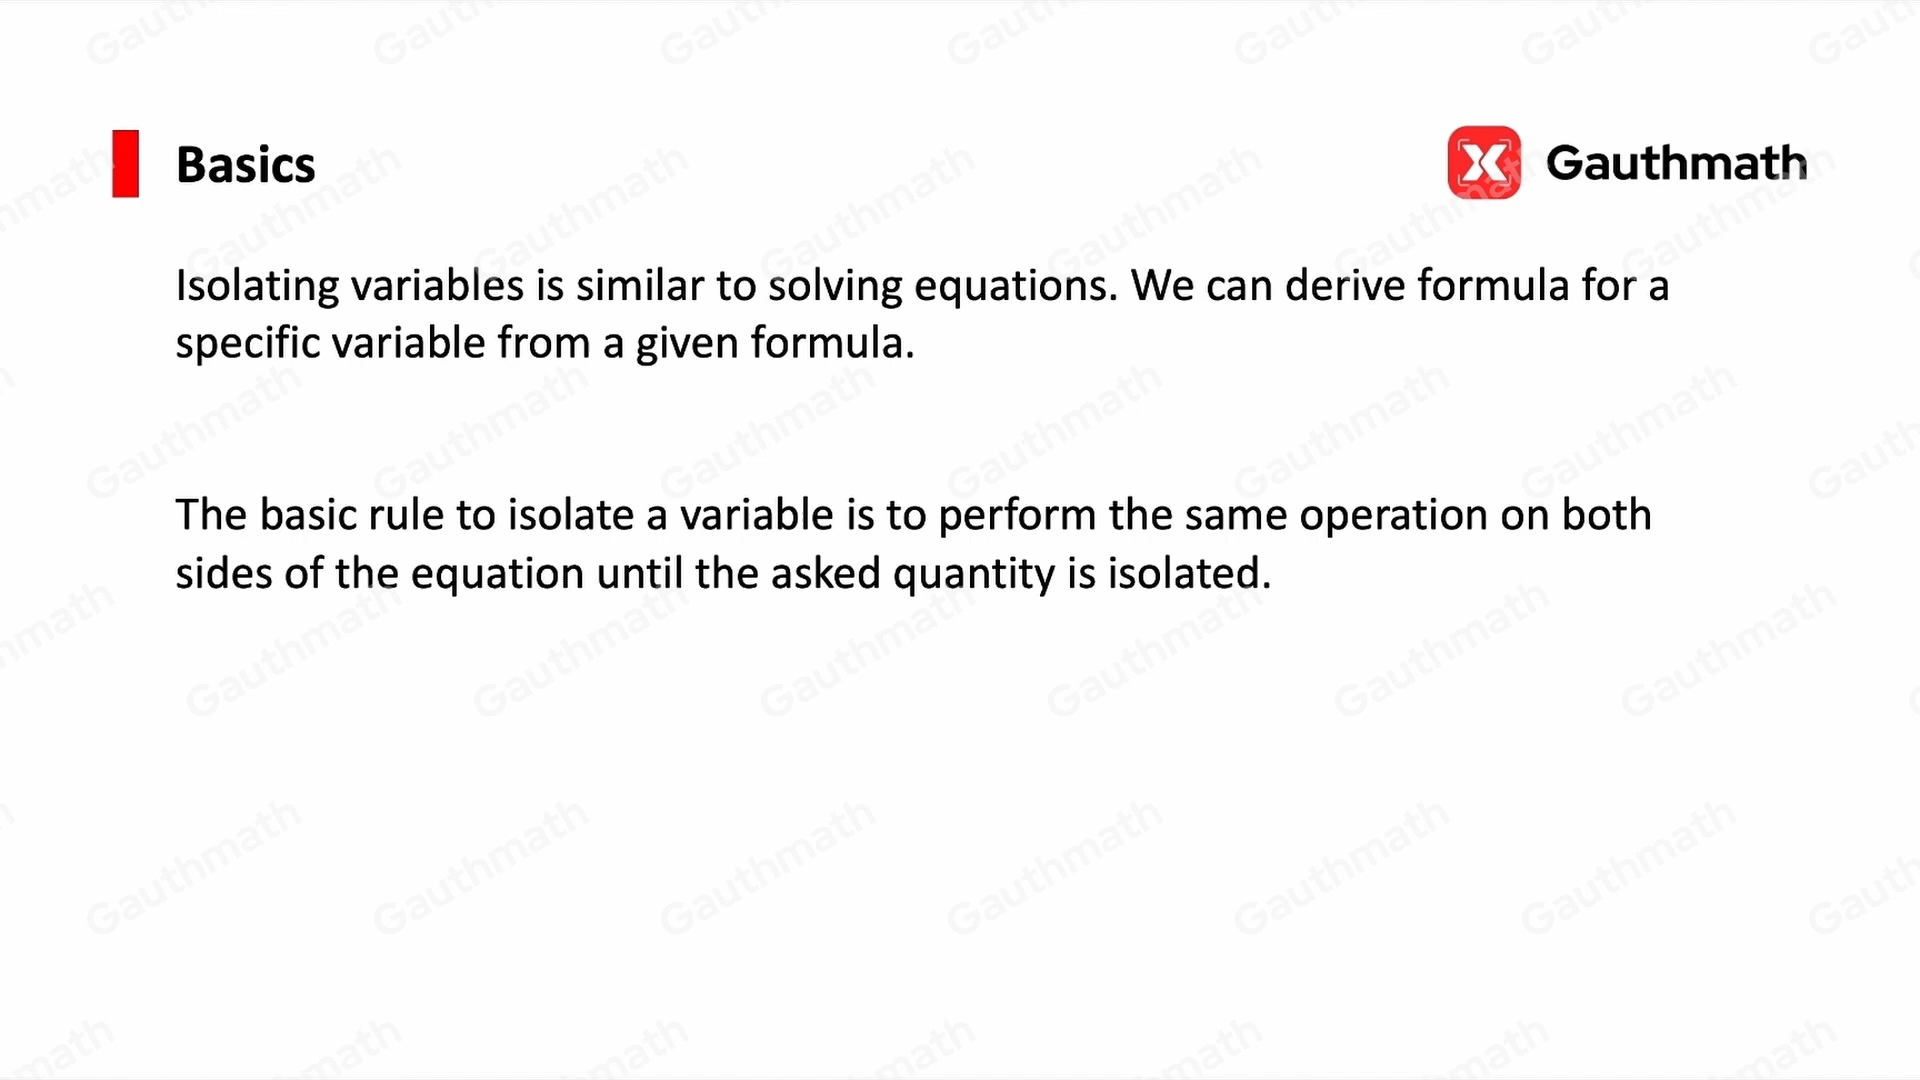 Basics
Gauthmath
Isolating variables is similar to solving equations. We can derive formula for a
specific variable from a given formula.
The basic rule to isolate a variable is to perform the same operation on both
sides of the equation until the asked quantity is isolated.